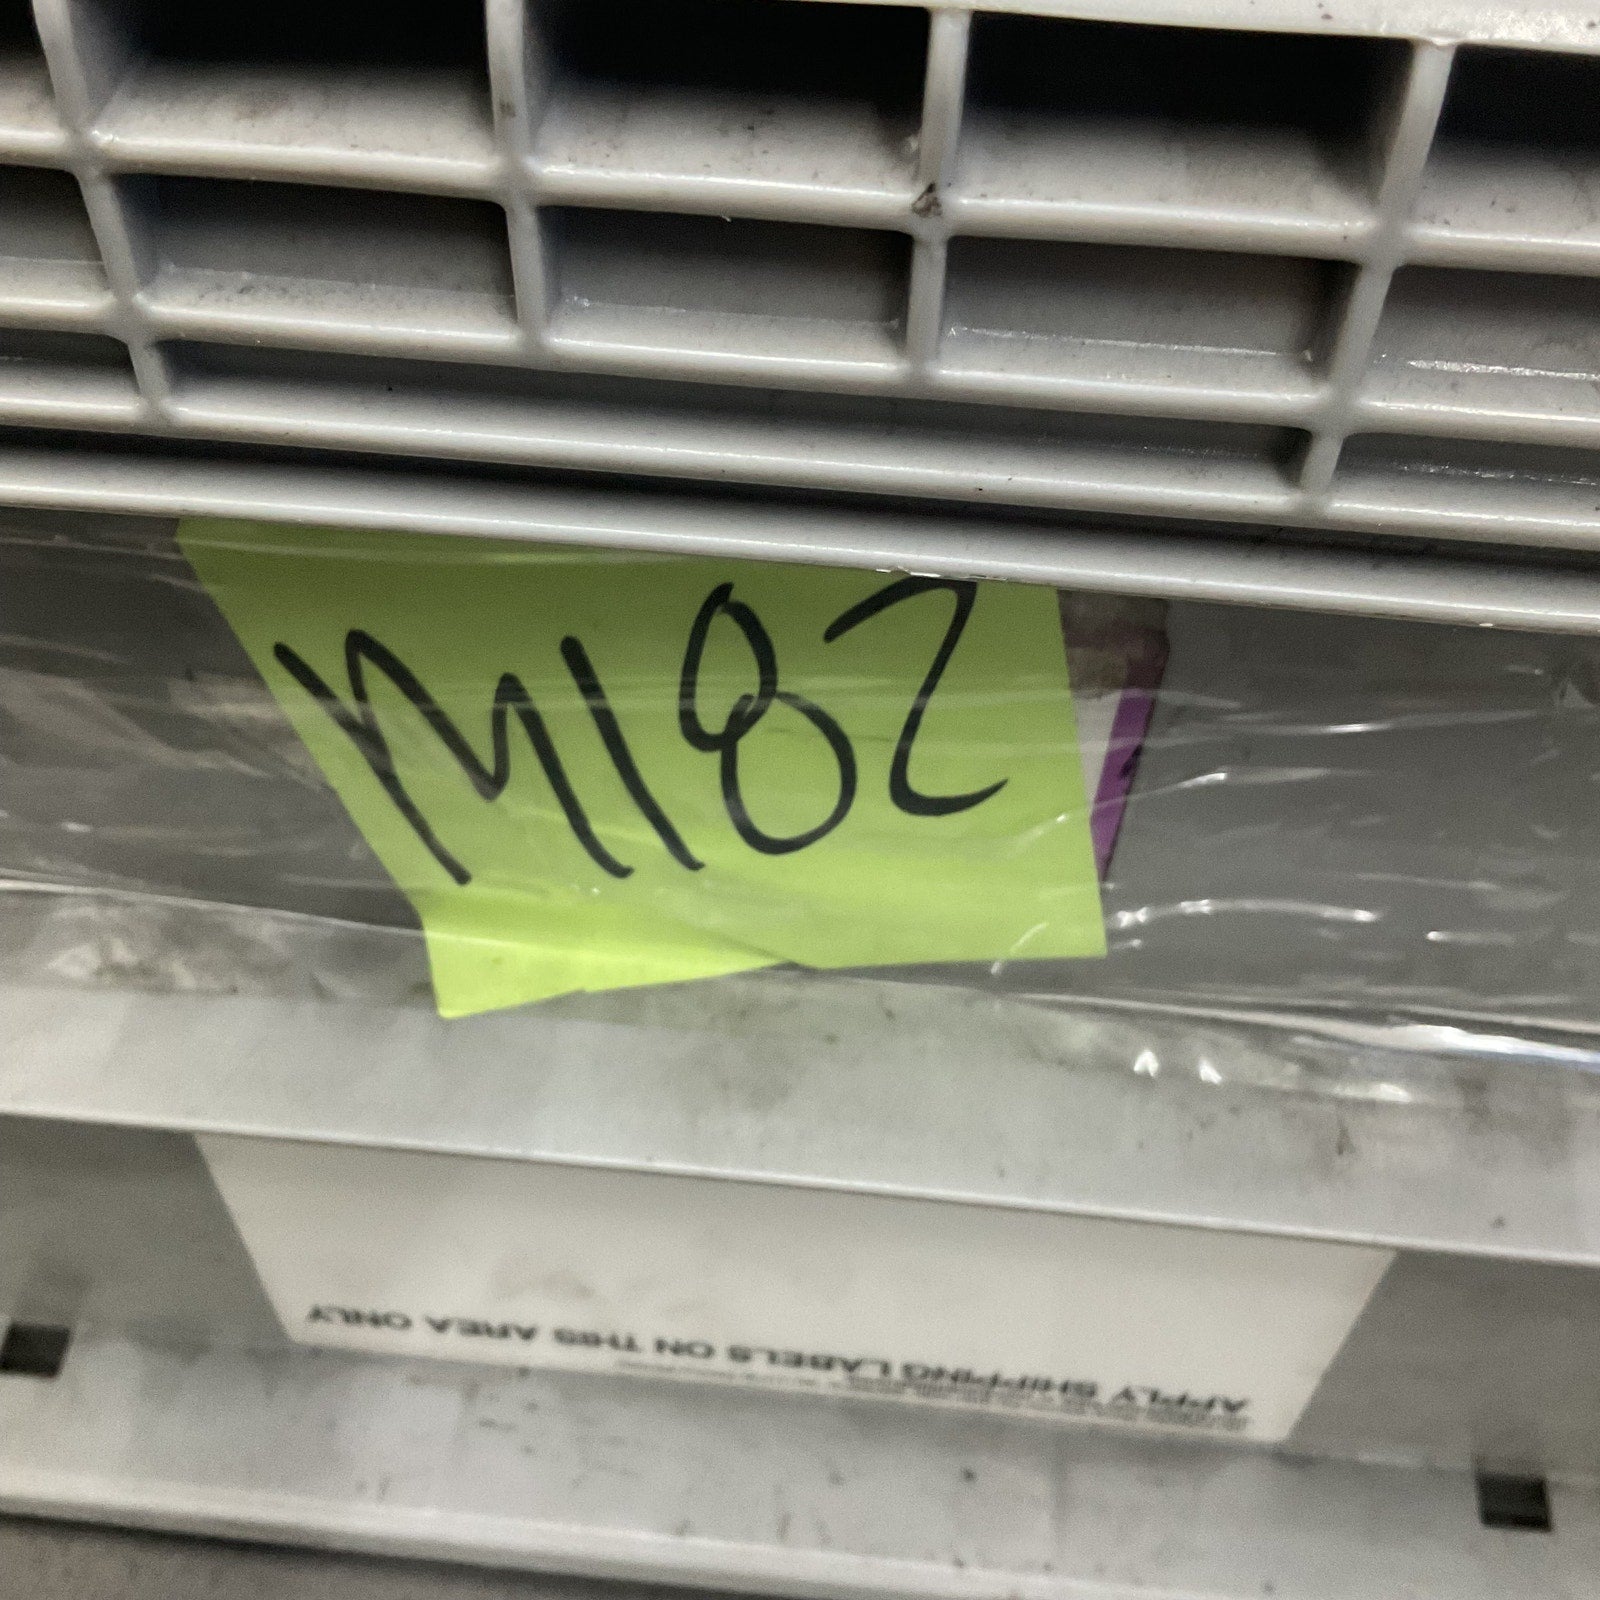 M182
APPLY SHIPPING LABELS ON THIS AREA ONLY